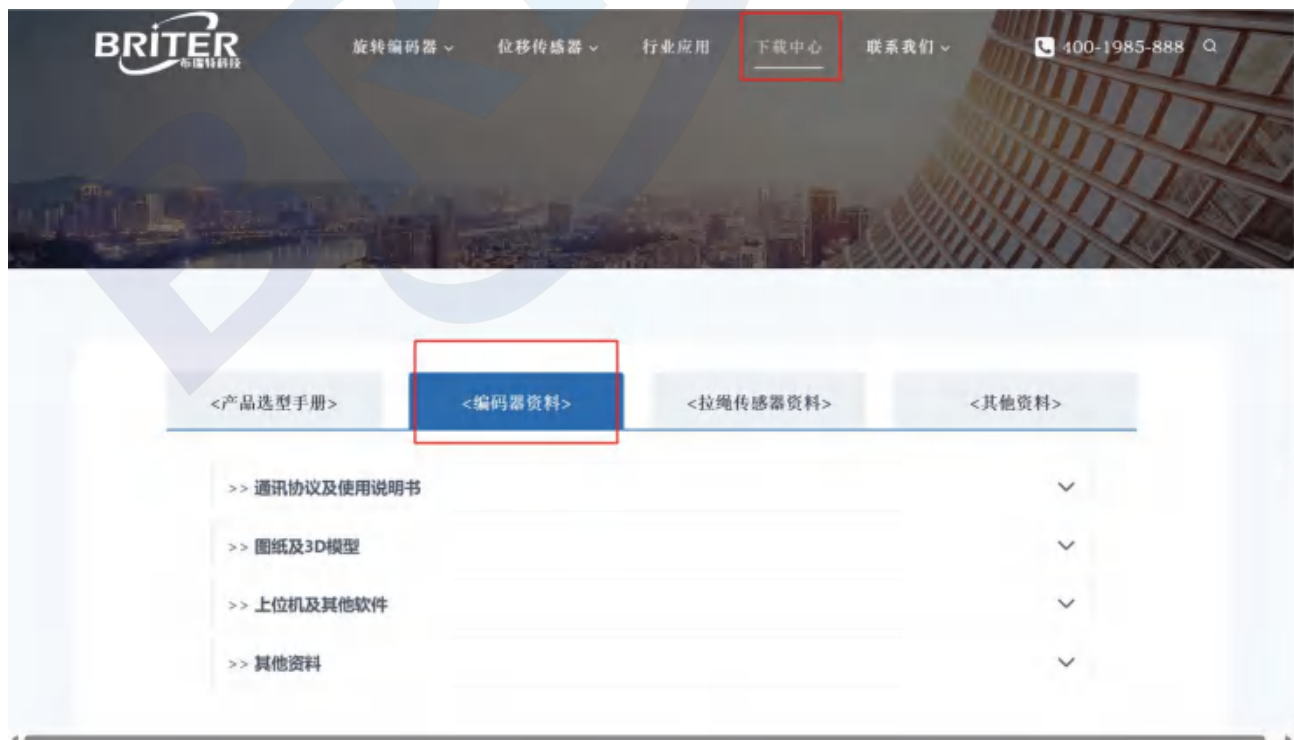 BRITER
布瑞特科技
旋转编码器 位移传感器 行业应用 下载中心 联系我们 400-1985-888
<产品选型手册> <编码器资料> <拉绳传感器资料> <其他资料>
>> 通讯协议及使用说明书
>> 图纸及3D模型
>> 上位机及其他软件
>> 其他资料